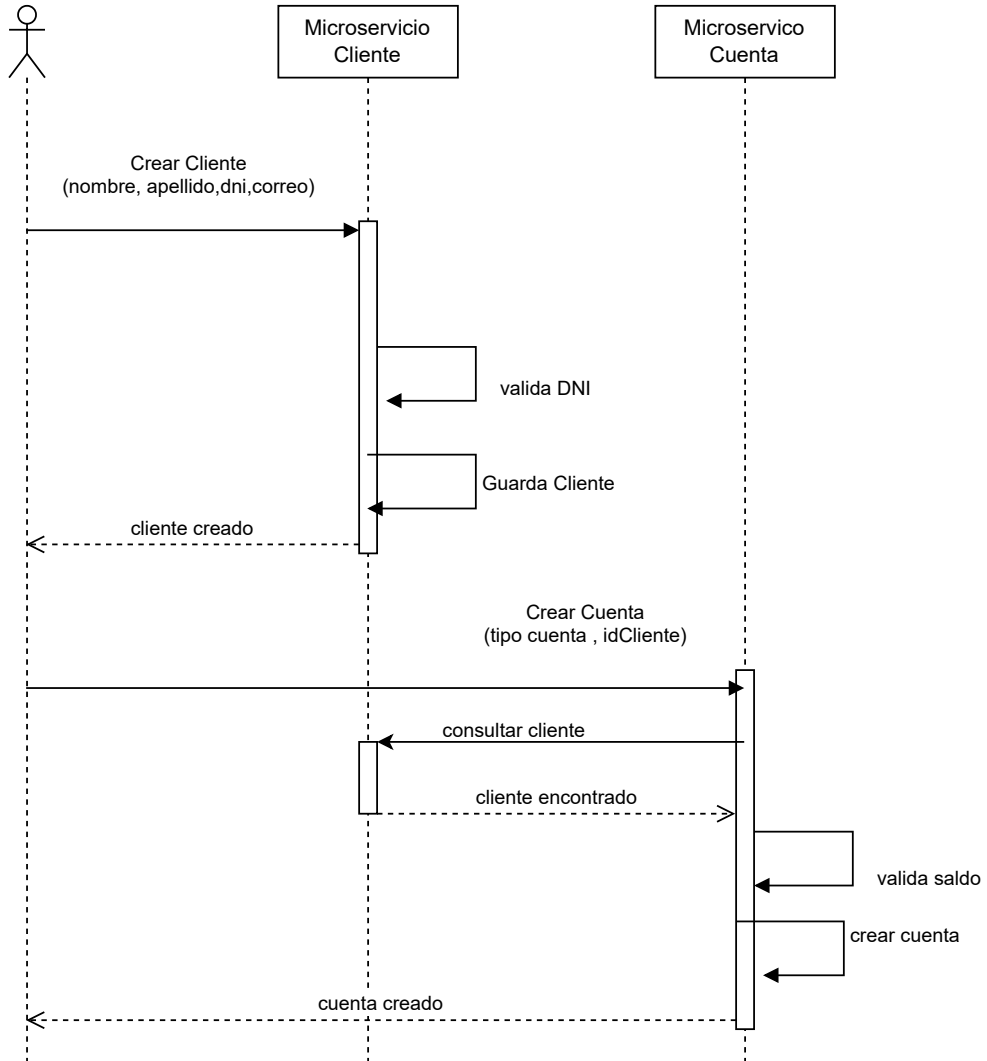 Microservicio
Cliente
Microservico
Cuenta
Crear Cliente
(nombre, apellido,dni,correo)
valida DNI
Guarda Cliente
cliente creado
Crear Cuenta
(tipo cuenta , idCliente)
consultar cliente
cliente encontrado
valida saldo
crear cuenta
cuenta creado